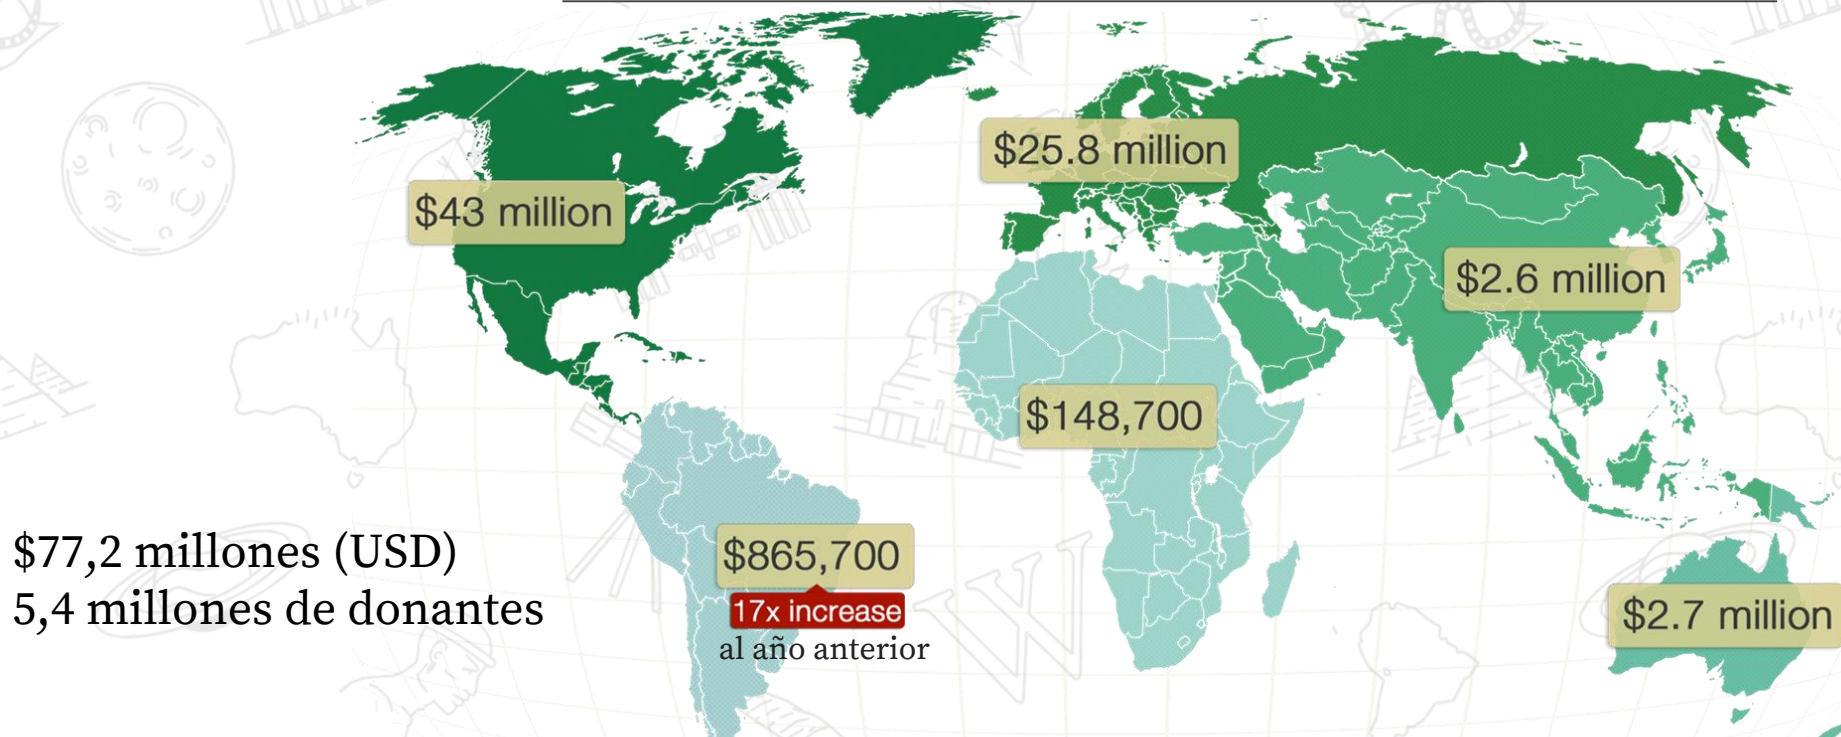 $25.8 million
$43 million
$2.6 million
$148,700
$77,2 millones (USD)
5,4 millones de donantes
$865,700
17x increase
al año anterior
$2.7 million
W